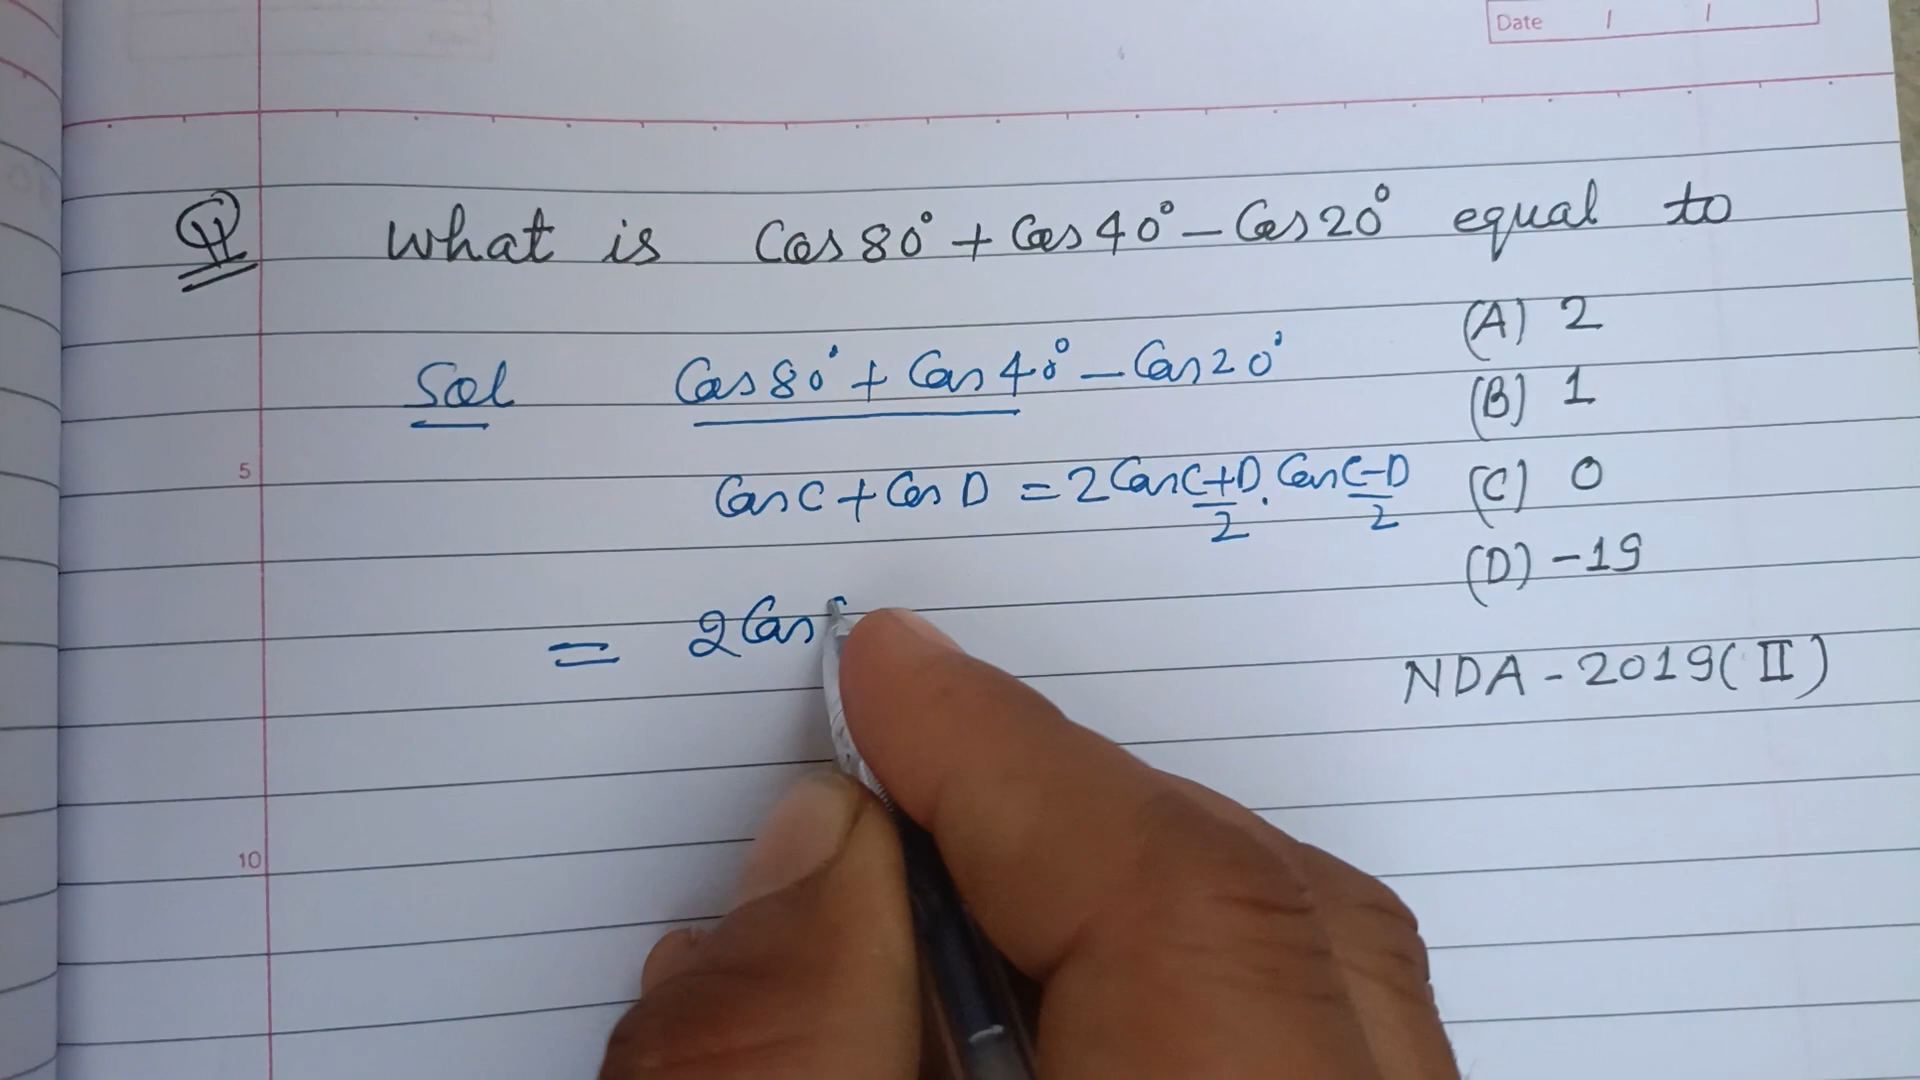 Date / /
Q What is Cos 80° + Cos 40° - Cos 20° equal to
(A) 2
Sol Cos 80° + Cos 40° - Cos 20°
(B) 1
5
Cos C + Cos D = 2 Cos C+D/2 . Cos C-D/2
(C) 0
(D) -19
= 2 Cos
NDA - 2019 (II)
10